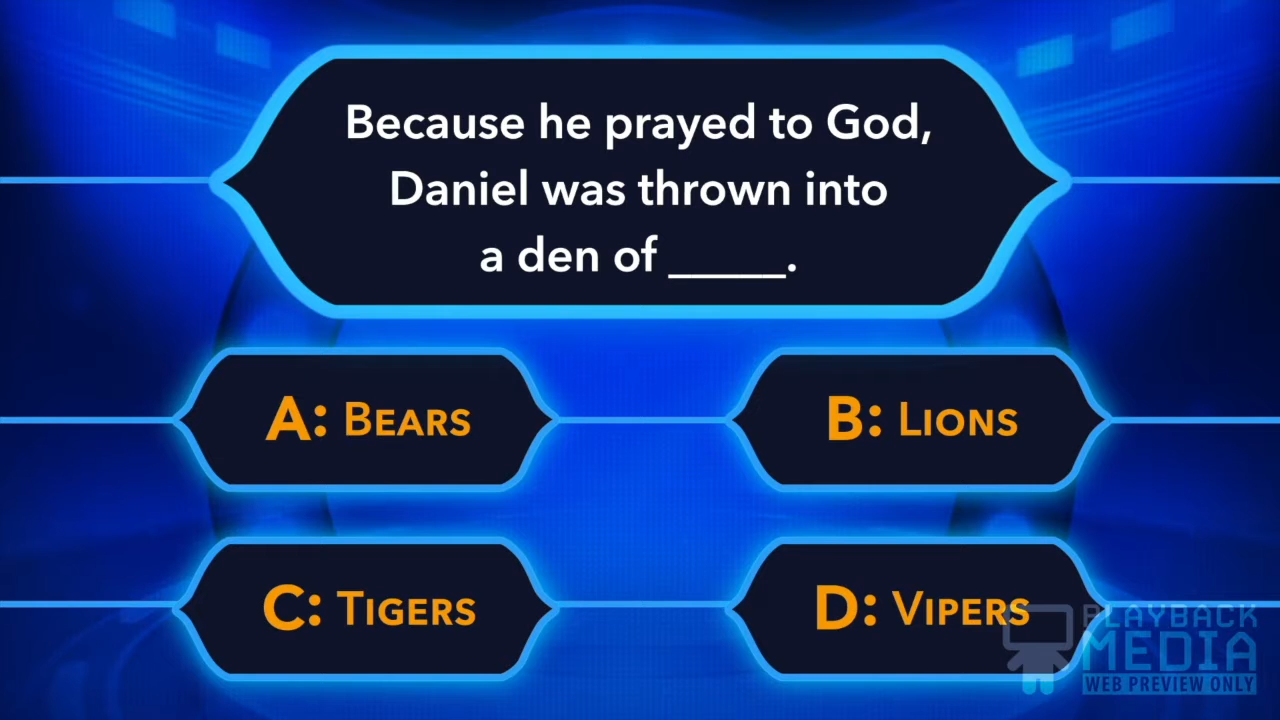 Because he prayed to God,
Daniel was thrown into
a den of _____.
A: Bears
B: Lions
C: Tigers
D: Vipers
PLAYBACK
MEDIA
WEB PREVIEW ONLY